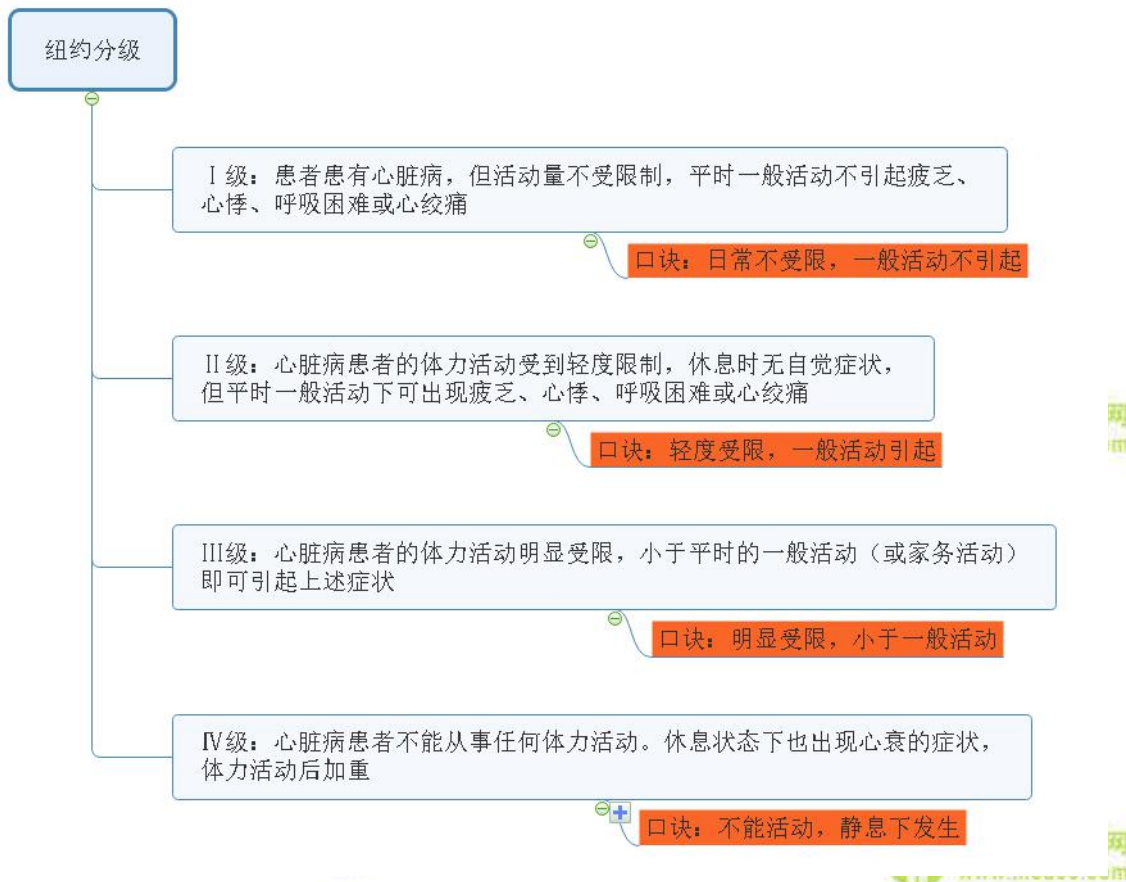 纽约分级
Ⅰ级：患者患有心脏病，但活动量不受限制，平时一般活动不引起疲乏、
心悸、呼吸困难或心绞痛
口诀：日常不受限，一般活动不引起
Ⅱ级：心脏病患者的体力活动受到轻度限制，休息时无自觉症状，
但平时一般活动下可出现疲乏、心悸、呼吸困难或心绞痛
口诀：轻度受限，一般活动引起
III级：心脏病患者的体力活动明显受限，小于平时的一般活动（或家务活动）
即可引起上述症状
口诀：明显受限，小于一般活动
Ⅳ级：心脏病患者不能从事任何体力活动。休息状态下也出现心衰的症状，
体力活动后加重
口诀：不能活动，静息下发生